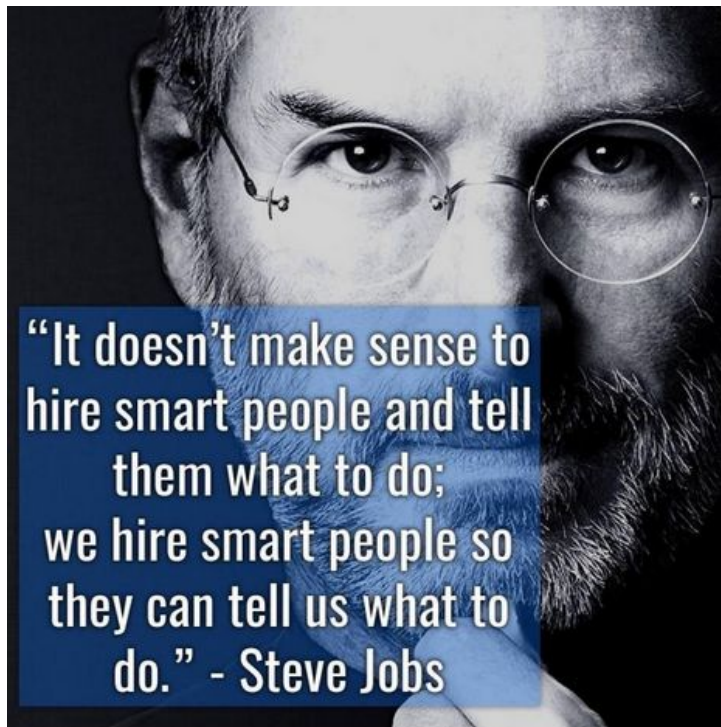 “It doesn’t make sense to
hire smart people and tell
them what to do;
we hire smart people so
they can tell us what to
do.” - Steve Jobs